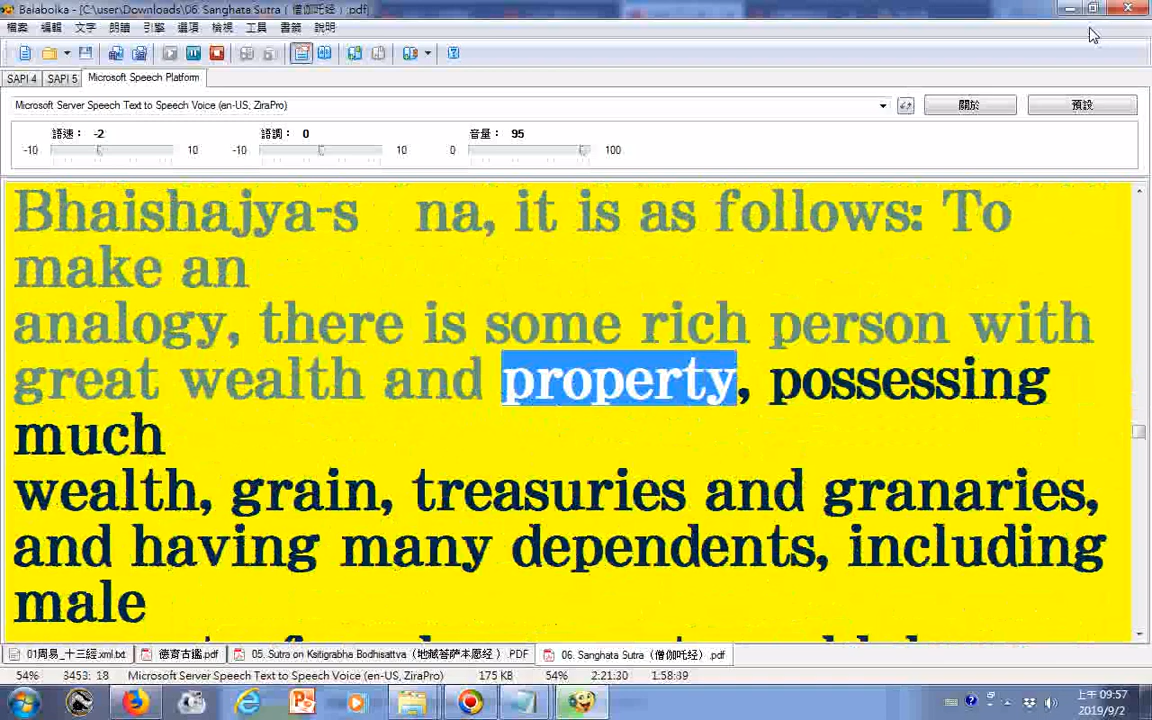 Balabolka - [C:\user\Downloads\06. Sanghata Sutra（僧伽吒经）.pdf]
檔案 編輯 文字 朗讀 引擎 選項 檢視 工具 書籤 說明
SAPI 4 SAPI 5 Microsoft Speech Platform
Microsoft Server Speech Text to Speech Voice (en-US, ZiraPro) 關於 預設
語速： -2 語調： 0 音量： 95
-10 10 -10 10 0 100
Bhaishajya-s na, it is as follows: To
make an
analogy, there is some rich person with
great wealth and property, possessing
much
wealth, grain, treasuries and granaries,
and having many dependents, including
male
01周易_十三經.xml.txt 德育古鑑.pdf 05. Sutra on Ksitigrabha Bodhisattva（地藏菩萨本愿经）.PDF 06. Sanghata Sutra（僧伽吒经）.pdf
54% 3453: 18 Microsoft Server Speech Text to Speech Voice (en-US, ZiraPro) 175 KB 54% 2:21:30 1:58:39
上午 09:57
2019/9/2